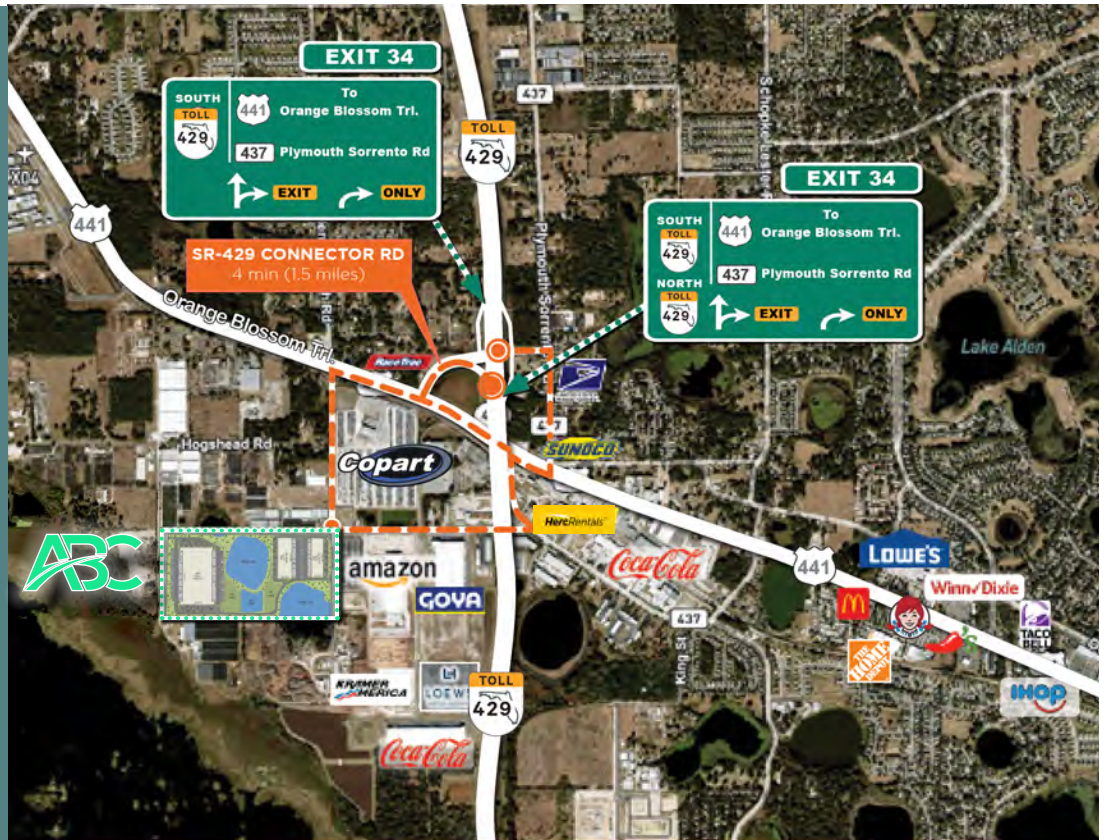 EXIT 34
SOUTH
TOLL
429
To
441
Orange Blossom Trl.
437 Plymouth Sorrento Rd
EXIT
ONLY
437
TOLL
429
EXIT 34
SOUTH
TOLL
429
NORTH
TOLL
429
To
441
Orange Blossom Trl.
437 Plymouth Sorrento Rd
EXIT
ONLY
441
SR-429 CONNECTOR RD
4 min (1.5 miles)
Orange Blossom Trl.
RaceTrac
Lake Alden
Hogshead Rd
Copart
SUNOCO
HercRentals
ABC
amazon
GOYA
Coca-Cola
441
LOWE'S
Winn Dixie
437
King St
TACO
BELL
THE
HOME
DEPOT
IHOP
KRAMER
AMERICA
TOLL
429
Coca-Cola